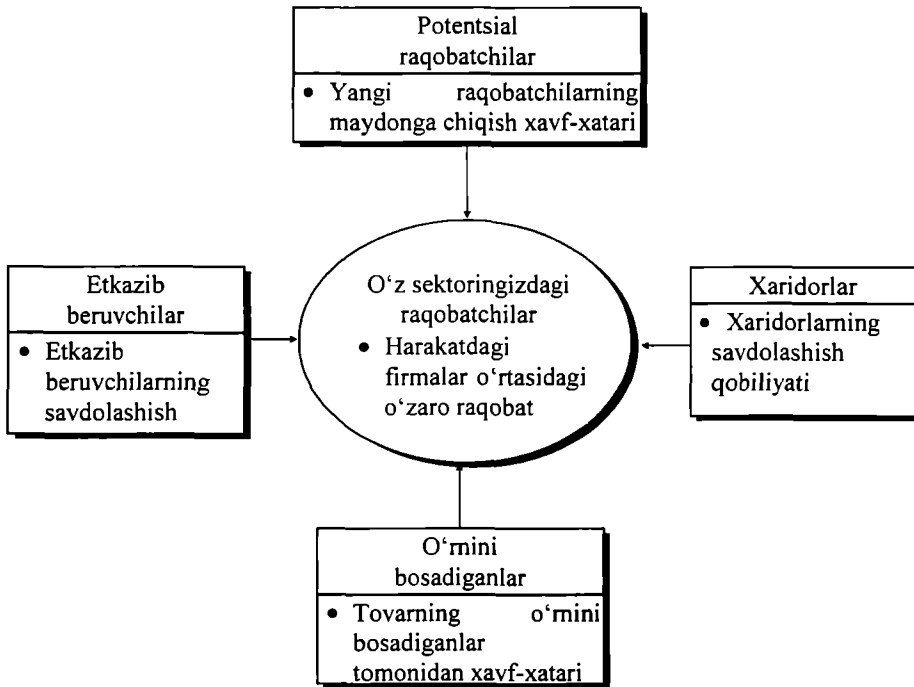 Potentsial
raqobatchilar
• Yangi raqobatchilarning
maydonga chiqish xavf-xatari
Etkazib
beruvchilar
• Etkazib
beruvchilarning
savdolashish
O‘z sektoringizdagi
raqobatchilar
• Harakatdagi
firmalar o‘rtasidagi
o‘zaro raqobat
Xaridorlar
• Xaridorlarning
savdolashish
qobiliyati
O‘rnini
bosadiganlar
• Tovarning o‘rnini
bosadiganlar
tomonidan xavf-xatari